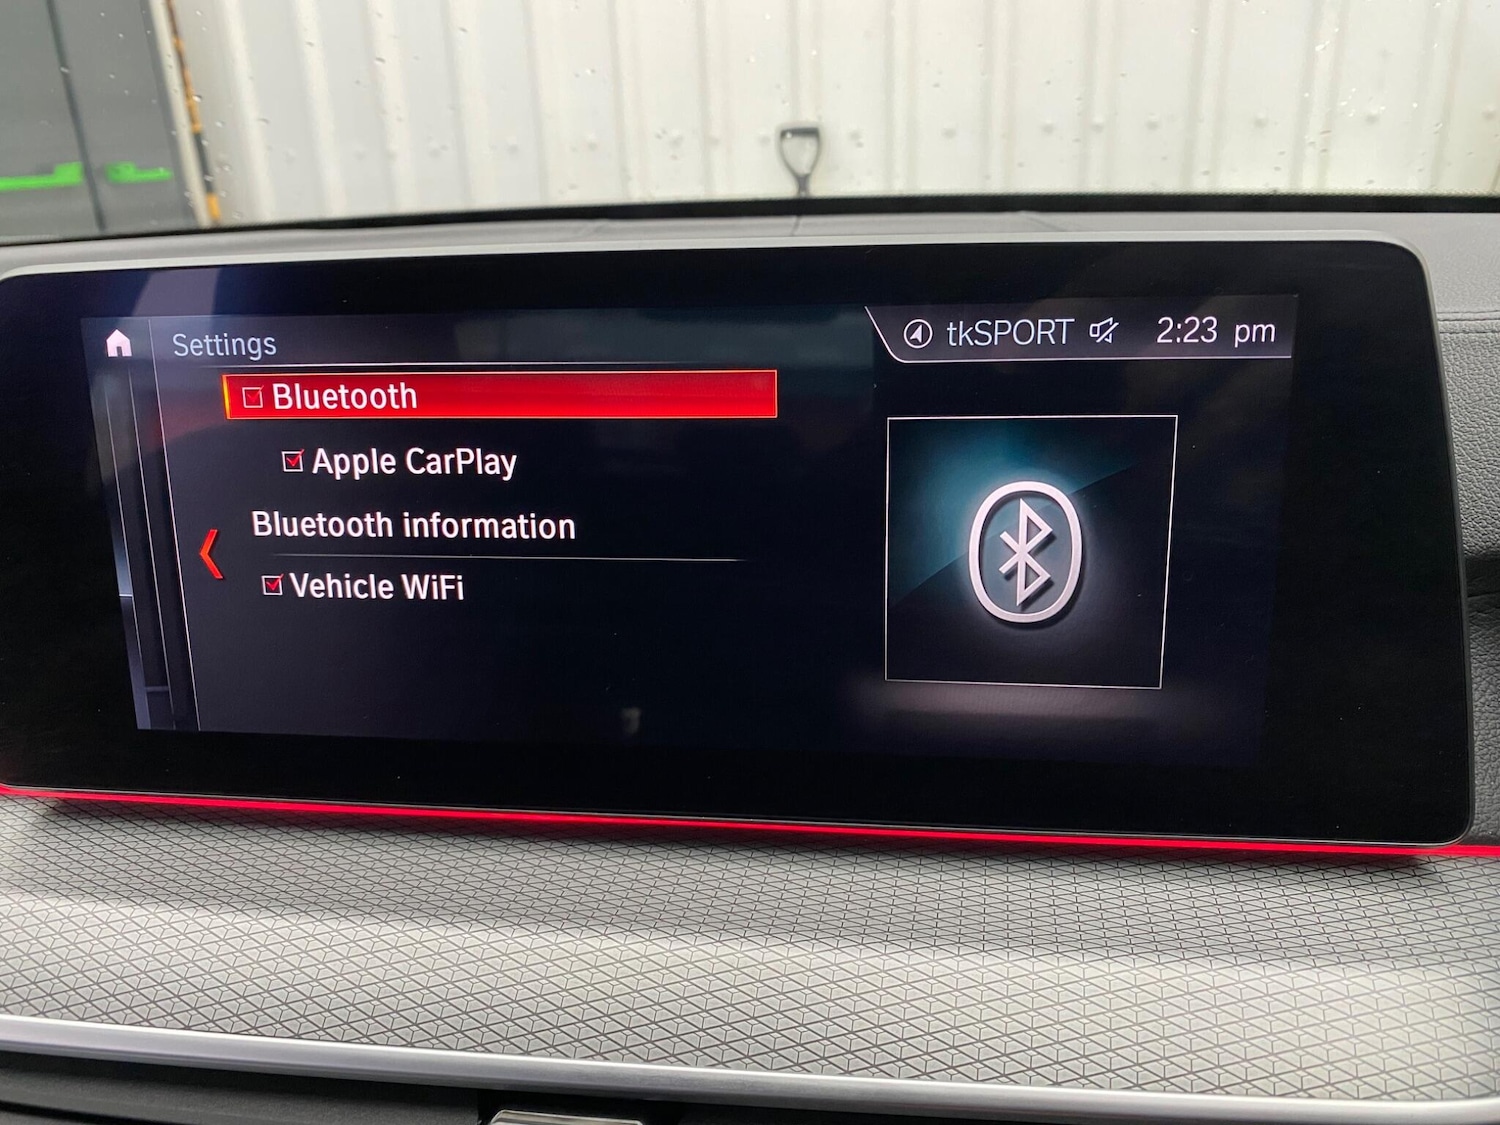 Settings
tkSPORT 2:23 pm
Bluetooth
Apple CarPlay
Bluetooth information
Vehicle WiFi